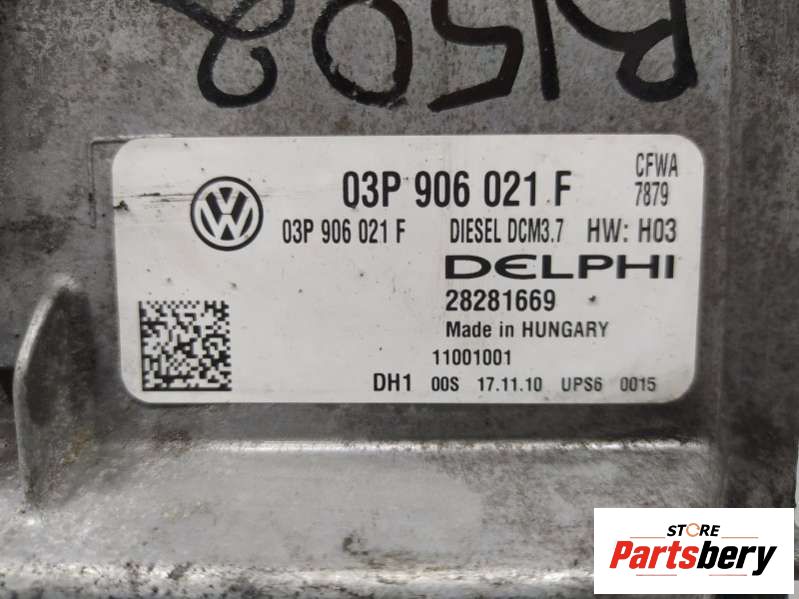 B1508
03P 906 021 F
CFWA
7879
03P 906 021 F DIESEL DCM3.7 HW: H03
DELPHI
28281669
Made in HUNGARY
11001001
DH1 00S 17.11.10 UPS6 0015
STORE
Partsbery